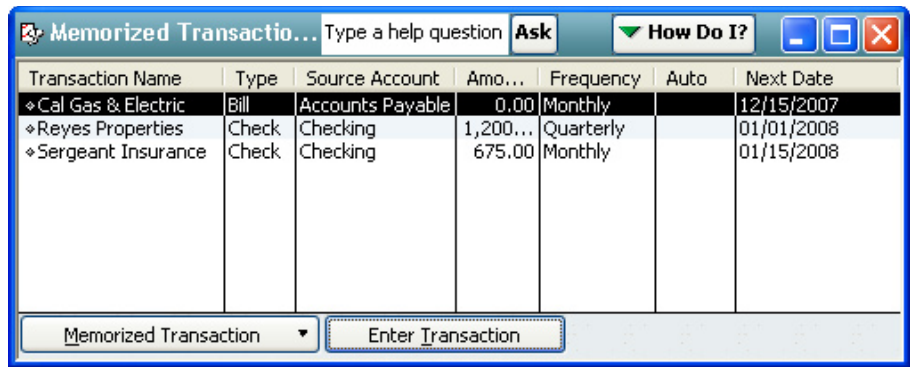 Memorized Transactio... Type a help question Ask How Do I?
Transaction Name Type Source Account Amo... Frequency Auto Next Date
Cal Gas & Electric Bill Accounts Payable 0.00 Monthly 12/15/2007
Reyes Properties Check Checking 1,200... Quarterly 01/01/2008
Sergeant Insurance Check Checking 675.00 Monthly 01/15/2008
Memorized Transaction Enter Transaction